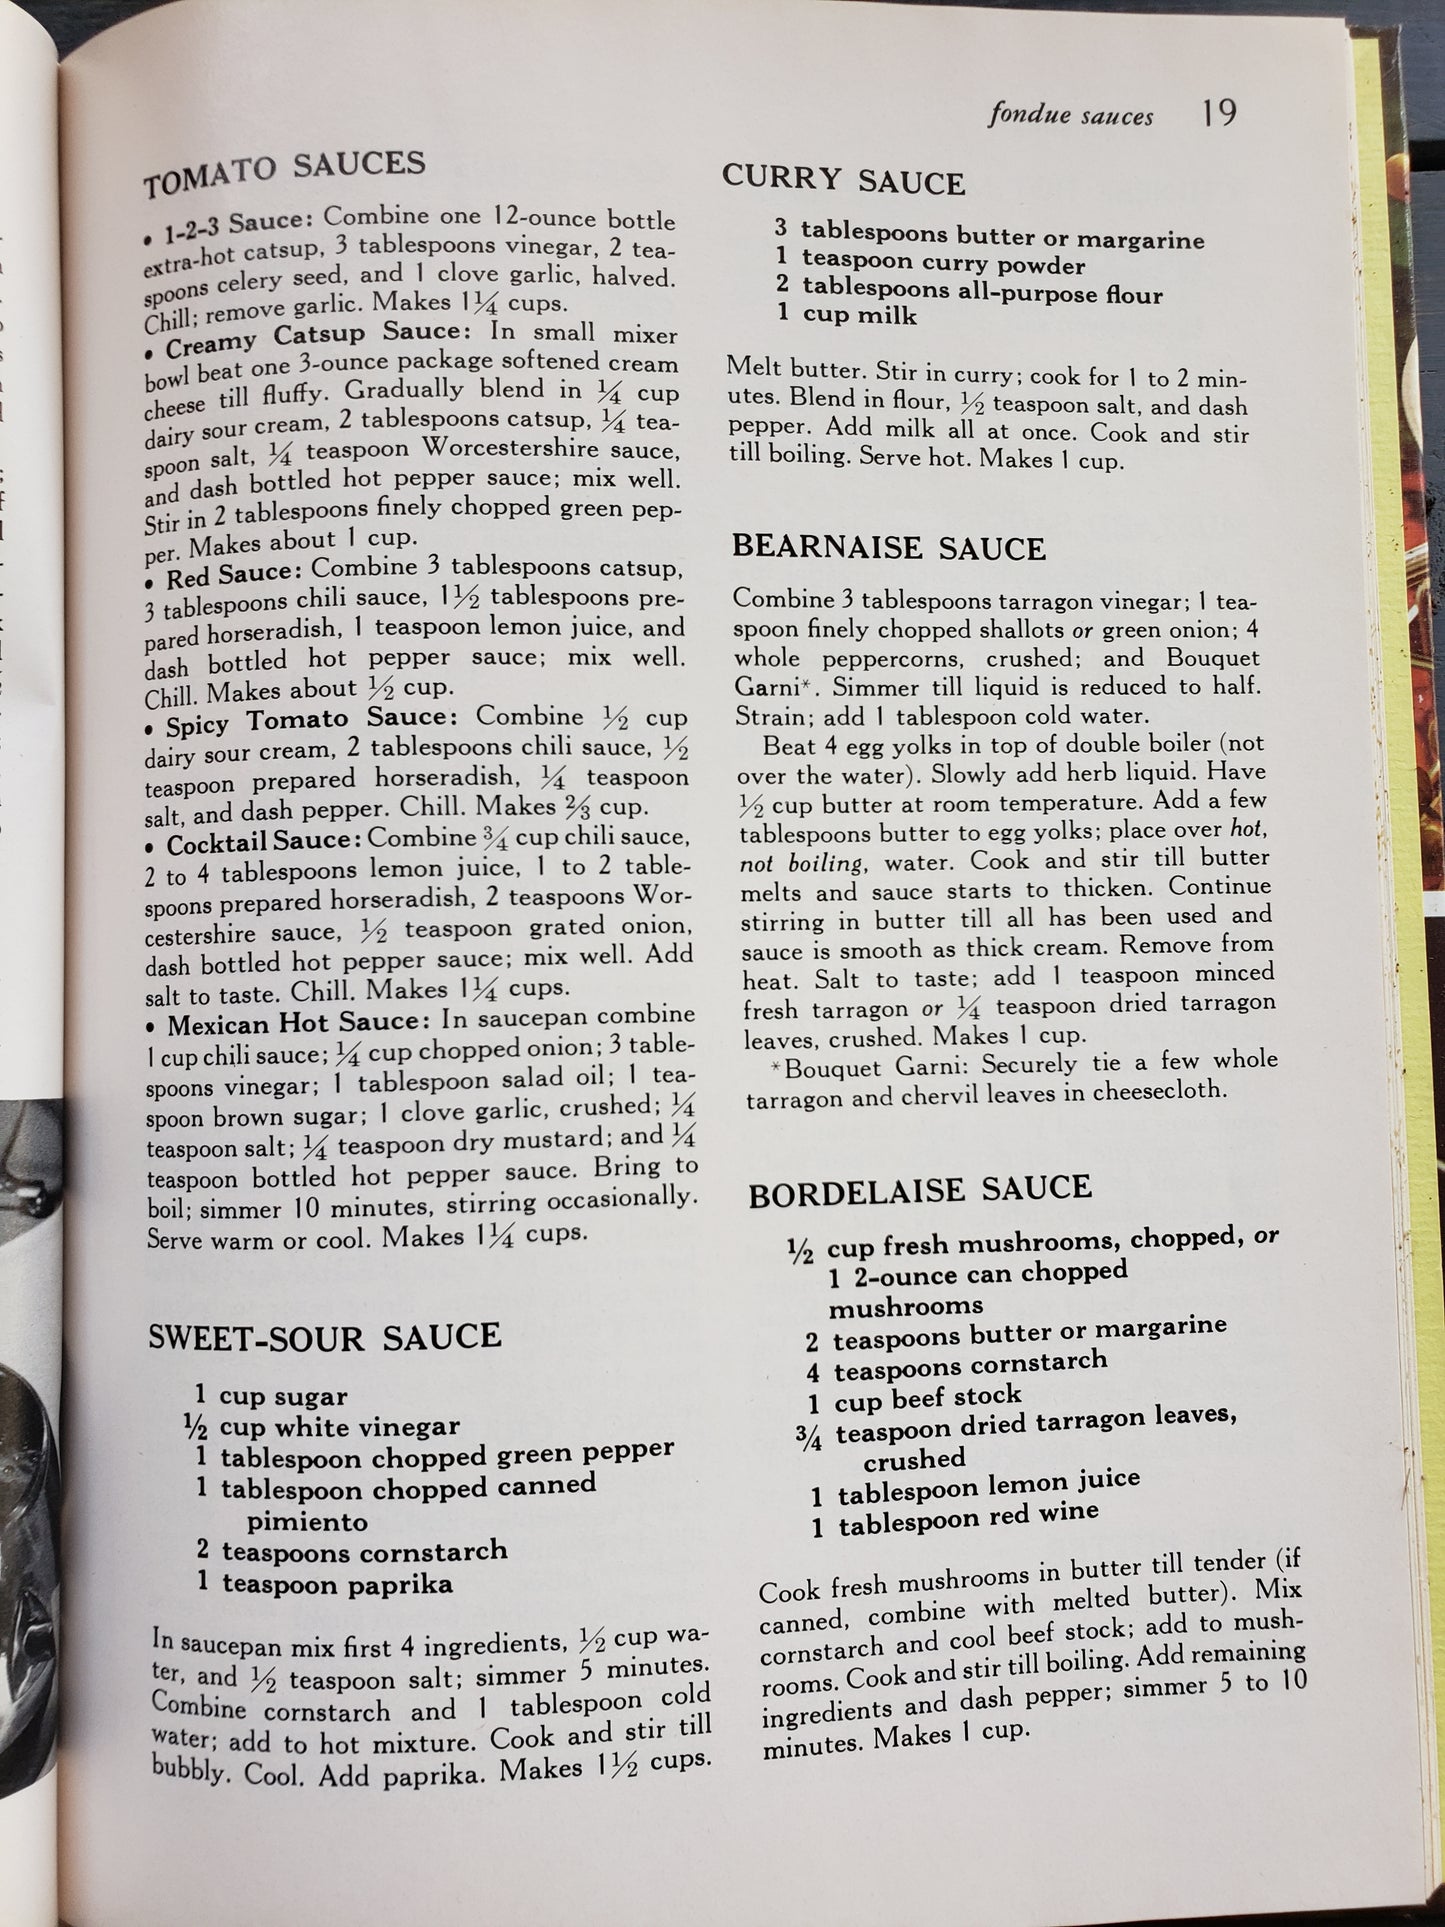 fondue sauces 19
TOMATO SAUCES
• 1-2-3 Sauce: Combine one 12-ounce bottle
extra-hot catsup, 3 tablespoons vinegar, 2 tea-
spoons celery seed, and 1 clove garlic, halved.
Chill; remove garlic. Makes 1¼ cups.
• Creamy Catsup Sauce: In small mixer
bowl beat one 3-ounce package softened cream
cheese till fluffy. Gradually blend in ¼ cup
dairy sour cream, 2 tablespoons catsup, ¼ tea-
spoon salt, ¼ teaspoon Worcestershire sauce,
and dash bottled hot pepper sauce; mix well.
Stir in 2 tablespoons finely chopped green pep-
per. Makes about 1 cup.
• Red Sauce: Combine 3 tablespoons catsup,
3 tablespoons chili sauce, 1½ tablespoons pre-
pared horseradish, 1 teaspoon lemon juice, and
dash bottled hot pepper sauce; mix well.
Chill. Makes about ½ cup.
• Spicy Tomato Sauce: Combine ½ cup
dairy sour cream, 2 tablespoons chili sauce, ½
teaspoon prepared horseradish, ¼ teaspoon
salt, and dash pepper. Chill. Makes ⅔ cup.
• Cocktail Sauce: Combine ¾ cup chili sauce,
2 to 4 tablespoons lemon juice, 1 to 2 table-
spoons prepared horseradish, 2 teaspoons Wor-
cestershire sauce, ½ teaspoon grated onion,
dash bottled hot pepper sauce; mix well. Add
salt to taste. Chill. Makes 1¼ cups.
• Mexican Hot Sauce: In saucepan combine
1 cup chili sauce; ¼ cup chopped onion; 3 table-
spoons vinegar; 1 tablespoon salad oil; 1 tea-
spoon brown sugar; 1 clove garlic, crushed; ¼
teaspoon salt; ¼ teaspoon dry mustard; and ¼
teaspoon bottled hot pepper sauce. Bring to
boil; simmer 10 minutes, stirring occasionally.
Serve warm or cool. Makes 1¼ cups.
SWEET-SOUR SAUCE
1 cup sugar
½ cup white vinegar
1 tablespoon chopped green pepper
1 tablespoon chopped canned
pimiento
2 teaspoons cornstarch
1 teaspoon paprika
In saucepan mix first 4 ingredients, ½ cup wa-
ter, and ½ teaspoon salt; simmer 5 minutes.
Combine cornstarch and 1 tablespoon cold
water; add to hot mixture. Cook and stir till
bubbly. Cool. Add paprika. Makes 1½ cups.
CURRY SAUCE
3 tablespoons butter or margarine
1 teaspoon curry powder
2 tablespoons all-purpose flour
1 cup milk
Melt butter. Stir in curry; cook for 1 to 2 min-
utes. Blend in flour, ½ teaspoon salt, and dash
pepper. Add milk all at once. Cook and stir
till boiling. Serve hot. Makes 1 cup.
BEARNAISE SAUCE
Combine 3 tablespoons tarragon vinegar; 1 tea-
spoon finely chopped shallots or green onion; 4
whole peppercorns, crushed; and Bouquet
Garni*. Simmer till liquid is reduced to half.
Strain; add 1 tablespoon cold water.
Beat 4 egg yolks in top of double boiler (not
over the water). Slowly add herb liquid. Have
½ cup butter at room temperature. Add a few
tablespoons butter to egg yolks; place over hot,
not boiling, water. Cook and stir till butter
melts and sauce starts to thicken. Continue
stirring in butter till all has been used and
sauce is smooth as thick cream. Remove from
heat. Salt to taste; add 1 teaspoon minced
fresh tarragon or ¼ teaspoon dried tarragon
leaves, crushed. Makes 1 cup.
*Bouquet Garni: Securely tie a few whole
tarragon and chervil leaves in cheesecloth.
BORDELAISE SAUCE
½ cup fresh mushrooms, chopped, or
1 2-ounce can chopped
mushrooms
2 teaspoons butter or margarine
4 teaspoons cornstarch
1 cup beef stock
¾ teaspoon dried tarragon leaves,
crushed
1 tablespoon lemon juice
1 tablespoon red wine
Cook fresh mushrooms in butter till tender (if
canned, combine with melted butter). Mix
cornstarch and cool beef stock; add to mush-
rooms. Cook and stir till boiling. Add remaining
ingredients and dash pepper; simmer 5 to 10
minutes. Makes 1 cup.